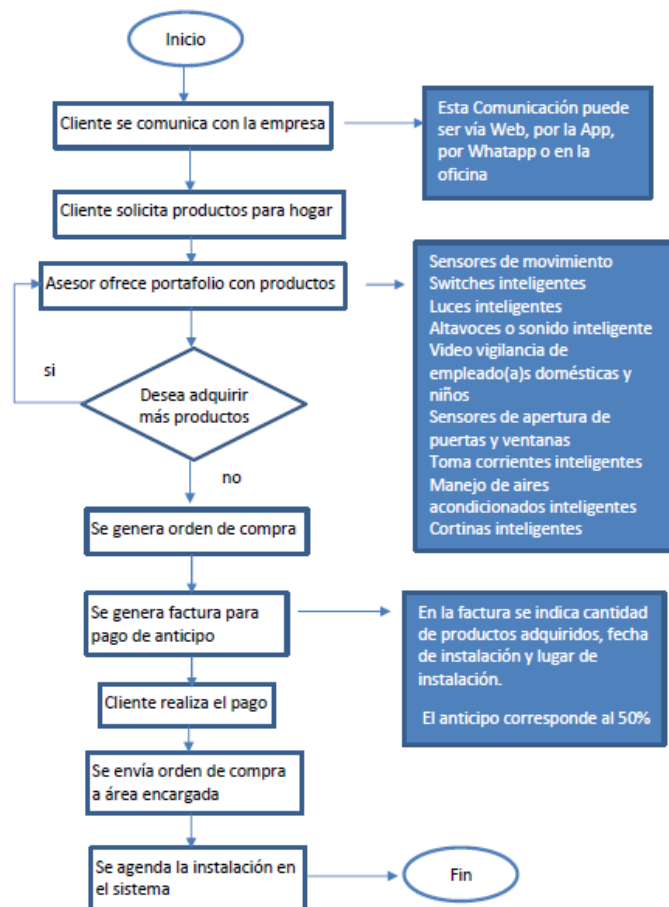 Inicio
Cliente se comunica con la empresa
Esta Comunicación puede
ser vía Web, por la App,
por Whatapp o en la
oficina
Cliente solicita productos para hogar
Asesor ofrece portafolio con productos
Sensores de movimiento
Switches inteligentes
Luces inteligentes
Altavoces o sonido inteligente
Video vigilancia de
empleado(a)s domésticas y
niños
Sensores de apertura de
puertas y ventanas
Toma corrientes inteligentes
Manejo de aires
acondicionados inteligentes
Cortinas inteligentes
si
Desea adquirir
más productos
no
Se genera orden de compra
Se genera factura para
pago de anticipo
En la factura se indica cantidad
de productos adquiridos, fecha
de instalación y lugar de
instalación.
El anticipo corresponde al 50%
Cliente realiza el pago
Se envía orden de compra
a área encargada
Se agenda la instalación en
el sistema
Fin